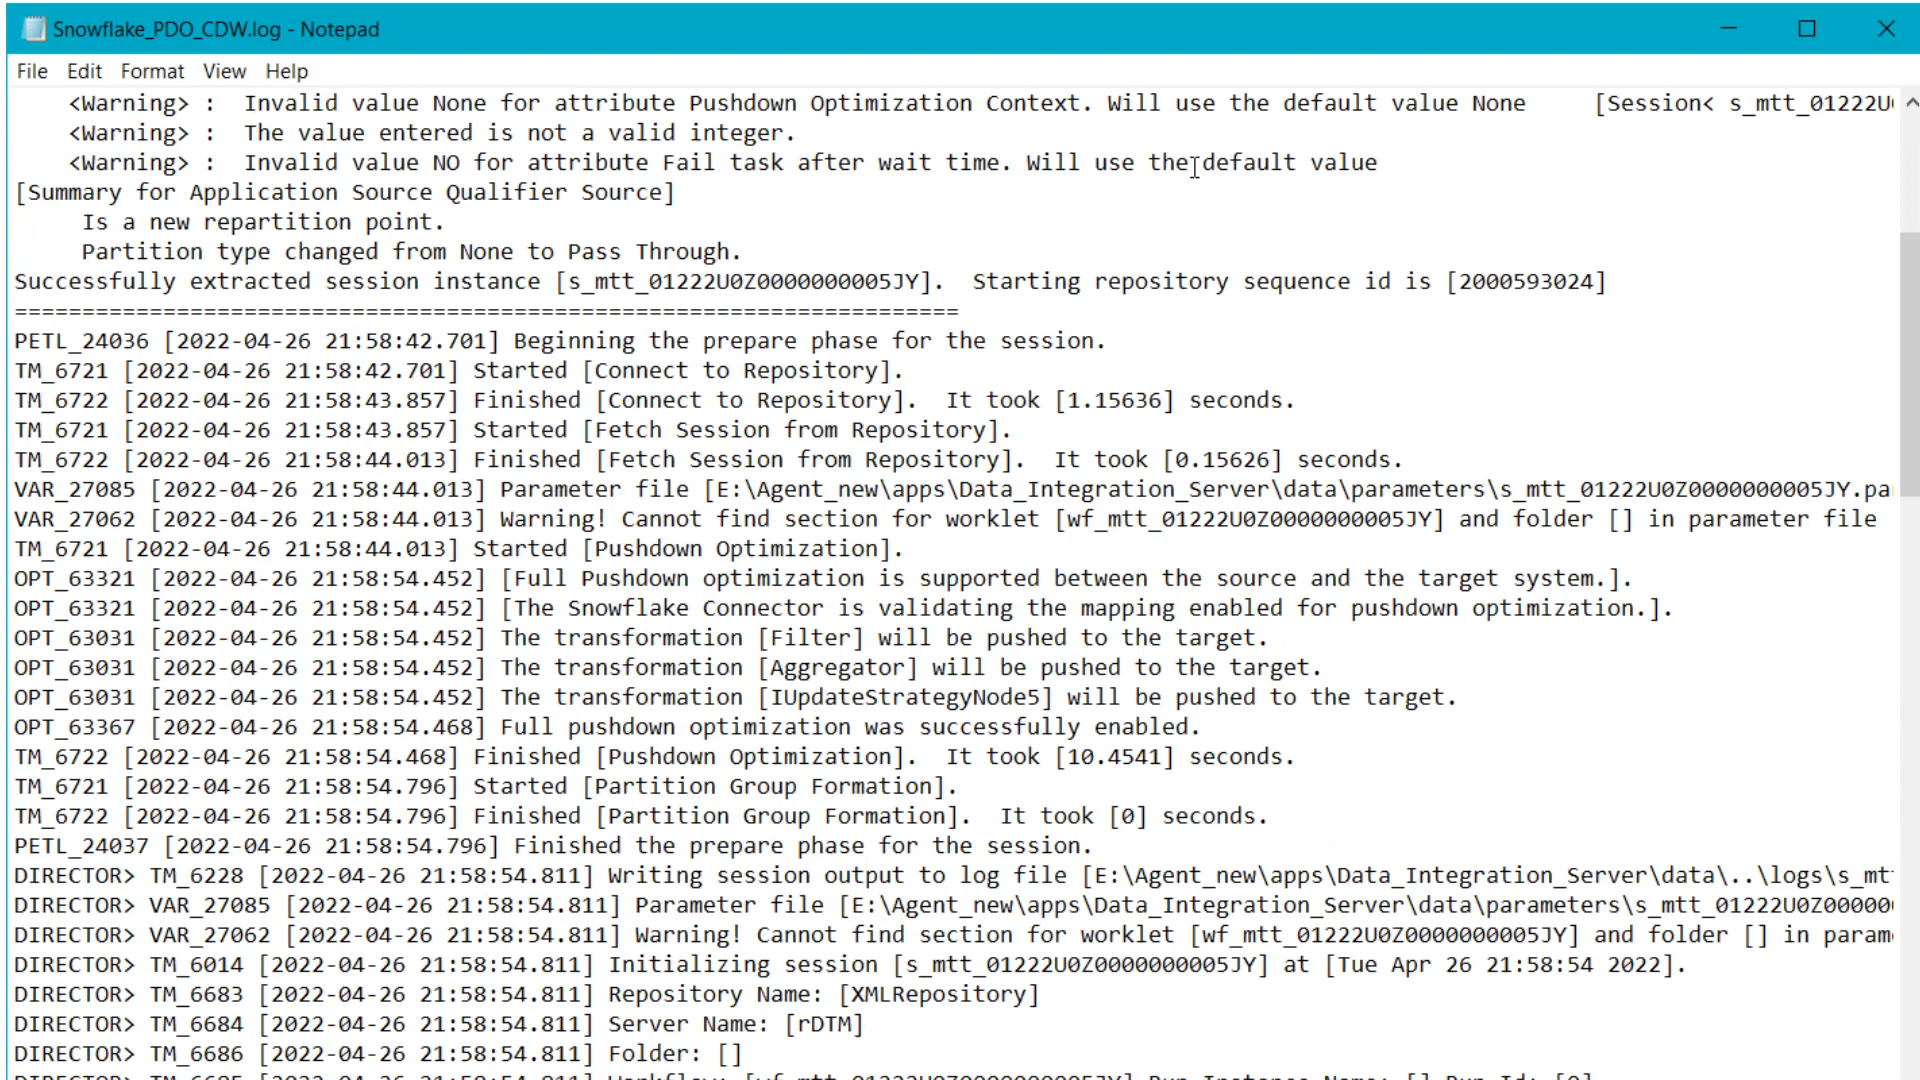 Snowflake_PDO_CDW.log - Notepad
File Edit Format View Help
<Warning> : Invalid value None for attribute Pushdown Optimization Context. Will use the default value None [Session< s_mtt_01222U
<Warning> : The value entered is not a valid integer.
<Warning> : Invalid value NO for attribute Fail task after wait time. Will use the default value
[Summary for Application Source Qualifier Source]
Is a new repartition point.
Partition type changed from None to Pass Through.
Successfully extracted session instance [s_mtt_01222U0Z0000000005JY]. Starting repository sequence id is [2000593024]
======================================================================
PETL_24036 [2022-04-26 21:58:42.701] Beginning the prepare phase for the session.
TM_6721 [2022-04-26 21:58:42.701] Started [Connect to Repository].
TM_6722 [2022-04-26 21:58:43.857] Finished [Connect to Repository]. It took [1.15636] seconds.
TM_6721 [2022-04-26 21:58:43.857] Started [Fetch Session from Repository].
TM_6722 [2022-04-26 21:58:44.013] Finished [Fetch Session from Repository]. It took [0.15626] seconds.
VAR_27085 [2022-04-26 21:58:44.013] Parameter file [E:\Agent_new\apps\Data_Integration_Server\data\parameters\s_mtt_01222U0Z0000000005JY.pa
VAR_27062 [2022-04-26 21:58:44.013] Warning! Cannot find section for worklet [wf_mtt_01222U0Z0000000005JY] and folder [] in parameter file
TM_6721 [2022-04-26 21:58:44.013] Started [Pushdown Optimization].
OPT_63321 [2022-04-26 21:58:54.452] [Full Pushdown optimization is supported between the source and the target system.].
OPT_63321 [2022-04-26 21:58:54.452] [The Snowflake Connector is validating the mapping enabled for pushdown optimization.].
OPT_63031 [2022-04-26 21:58:54.452] The transformation [Filter] will be pushed to the target.
OPT_63031 [2022-04-26 21:58:54.452] The transformation [Aggregator] will be pushed to the target.
OPT_63031 [2022-04-26 21:58:54.452] The transformation [IUpdateStrategyNode5] will be pushed to the target.
OPT_63367 [2022-04-26 21:58:54.468] Full pushdown optimization was successfully enabled.
TM_6722 [2022-04-26 21:58:54.468] Finished [Pushdown Optimization]. It took [10.4541] seconds.
TM_6721 [2022-04-26 21:58:54.796] Started [Partition Group Formation].
TM_6722 [2022-04-26 21:58:54.796] Finished [Partition Group Formation]. It took [0] seconds.
PETL_24037 [2022-04-26 21:58:54.796] Finished the prepare phase for the session.
DIRECTOR> TM_6228 [2022-04-26 21:58:54.811] Writing session output to log file [E:\Agent_new\apps\Data_Integration_Server\data\..\logs\s_mt
DIRECTOR> VAR_27085 [2022-04-26 21:58:54.811] Parameter file [E:\Agent_new\apps\Data_Integration_Server\data\parameters\s_mtt_01222U0Z00000
DIRECTOR> VAR_27062 [2022-04-26 21:58:54.811] Warning! Cannot find section for worklet [wf_mtt_01222U0Z0000000005JY] and folder [] in param
DIRECTOR> TM_6014 [2022-04-26 21:58:54.811] Initializing session [s_mtt_01222U0Z0000000005JY] at [Tue Apr 26 21:58:54 2022].
DIRECTOR> TM_6683 [2022-04-26 21:58:54.811] Repository Name: [XMLRepository]
DIRECTOR> TM_6684 [2022-04-26 21:58:54.811] Server Name: [rDTM]
DIRECTOR> TM_6686 [2022-04-26 21:58:54.811] Folder: []